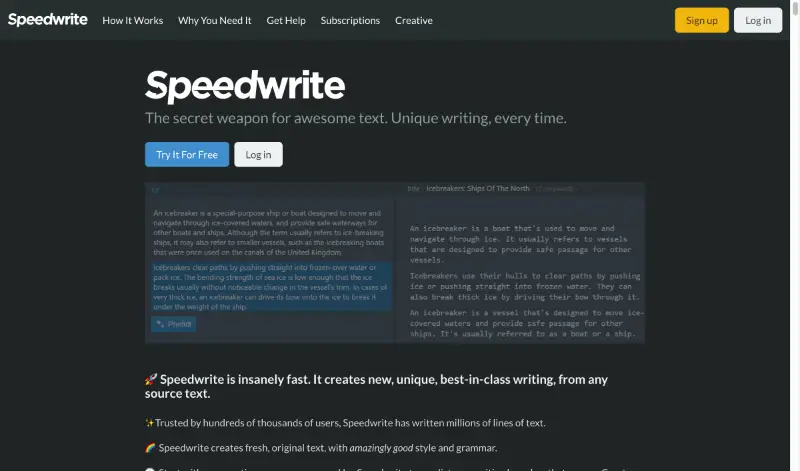 Speedwrite How It Works Why You Need It Get Help Subscriptions Creative Sign up Log in
Speedwrite
The secret weapon for awesome text. Unique writing, every time.
Try It For Free Log in
An icebreaker is a special-purpose ship or boat designed to move and
navigate through ice-covered waters, and provide safe waterways for
other boats and ships. Although the term usually refers to ice-breaking
ships, it may also refer to smaller vessels, such as the icebreaking boats
that were once used on the canals of the United Kingdom.
Icebreakers clear paths by pushing straight into frozen-over water or
pack ice. The bending strength of sea ice is low enough that the ice
breaks usually without noticeable change in the vessel's trim. In cases of
very thick ice, an icebreaker can drive its bow onto the ice to break it
under the weight of the ship.
title Icebreakers: Ships Of The North
An icebreaker is a boat that's used to move and
navigate through ice. It usually refers to vessels
that are designed to provide safe passage for other
vessels.
Icebreakers use their hulls to clear paths by pushing
ice or pushing straight into frozen water. They can
also break thick ice by driving their bow through it.
An icebreaker is a vessel that's designed to move ice-
covered waters and provide safe passage for other
ships. It's usually referred to as a boat or a ship.
🚀 Speedwrite is insanely fast. It creates new, unique, best-in-class writing, from any
source text.
✨Trusted by hundreds of thousands of users, Speedwrite has written millions of lines of text.
🌈 Speedwrite creates fresh, original text, with amazingly good style and grammar.